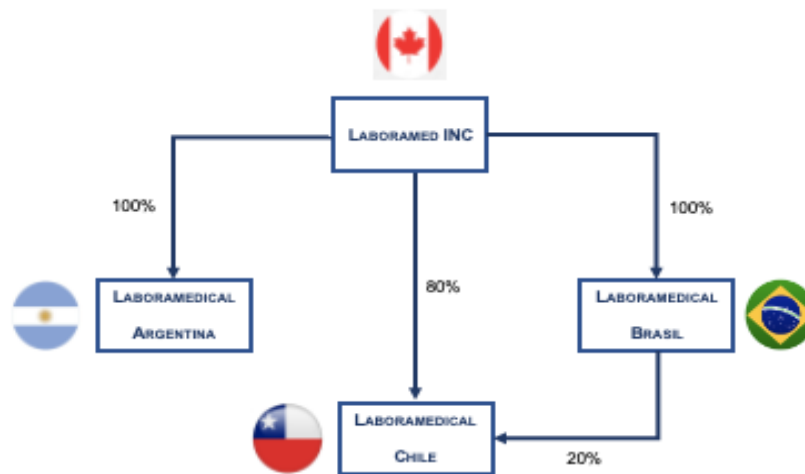 LABORAMED INC
100%
100%
80%
LABORAMEDICAL
ARGENTINA
LABORAMEDICAL
BRASIL
LABORAMEDICAL
CHILE
20%